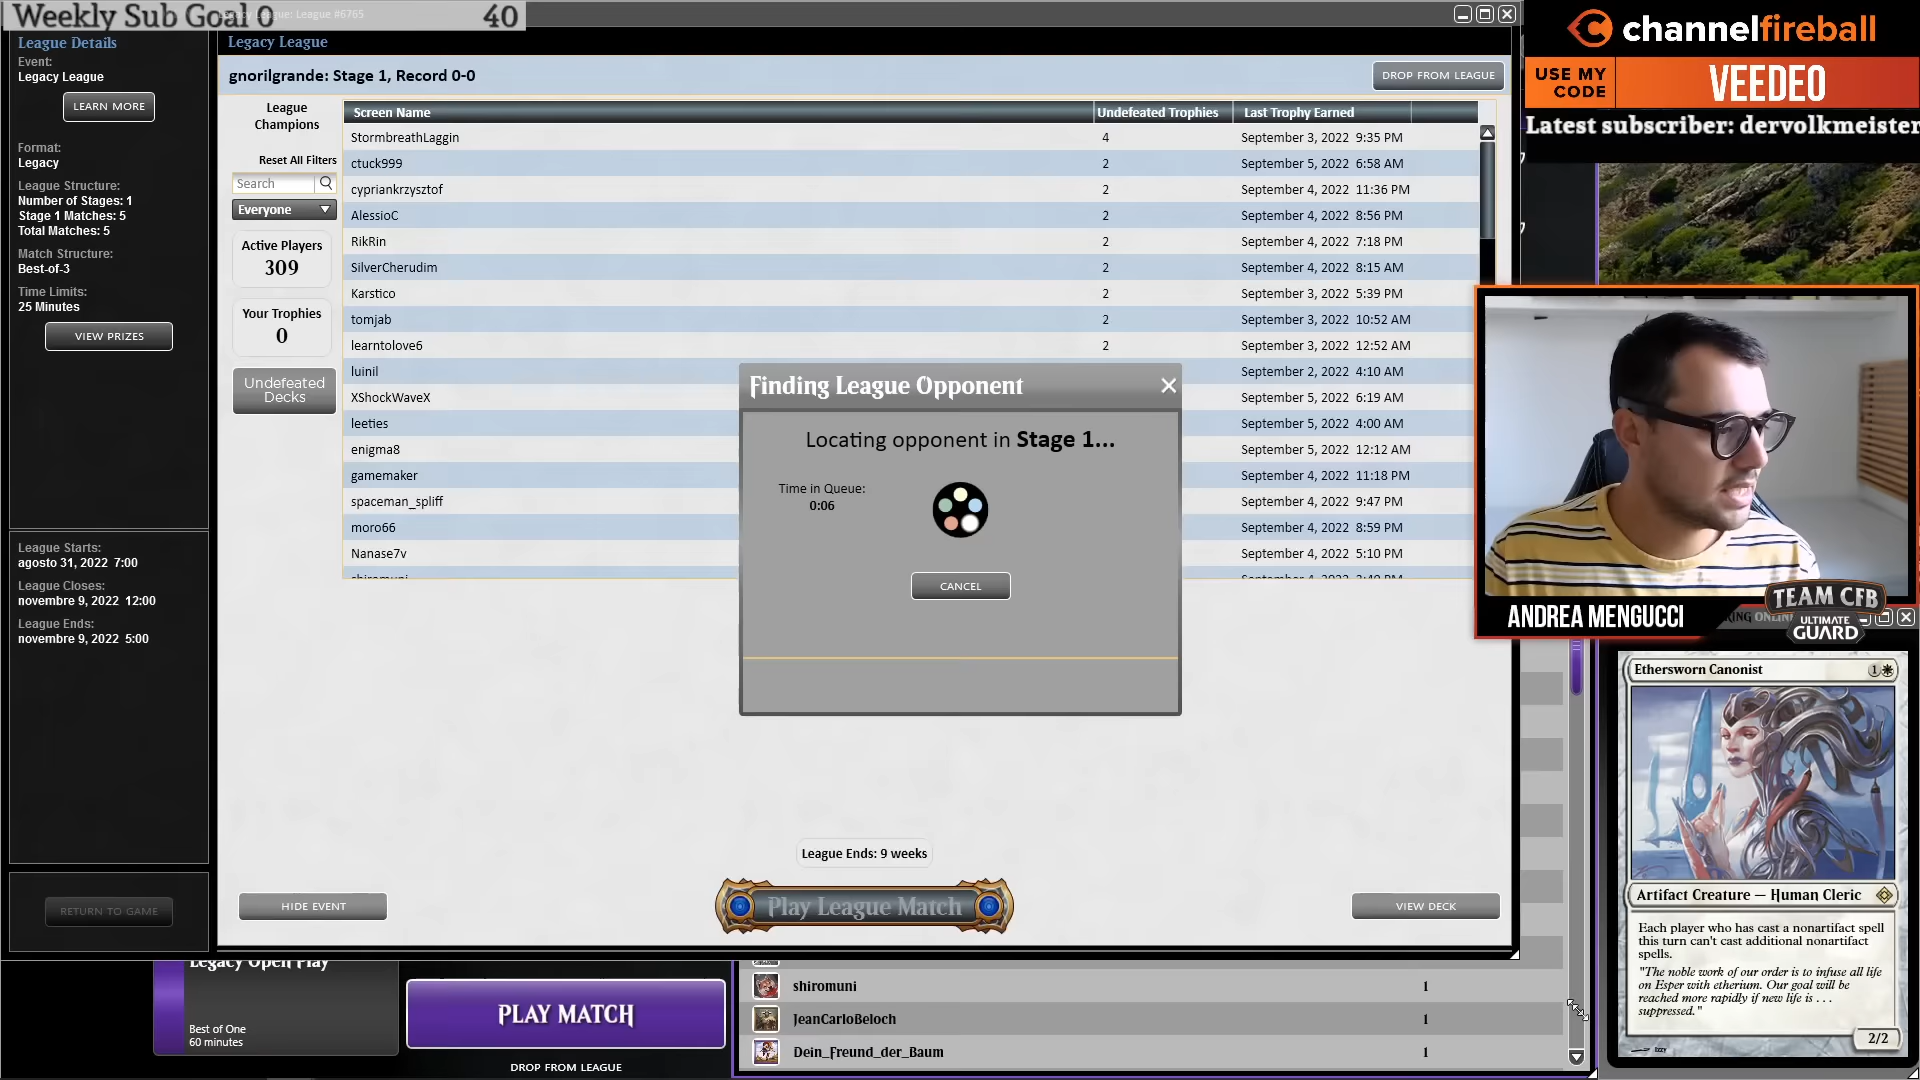 Weekly Sub Goal 0 40
League Details
Event:
Legacy League
LEARN MORE
Format:
Legacy
League Structure:
Number of Stages: 1
Stage 1 Matches: 5
Total Matches: 5
Match Structure:
Best-of-3
Time Limits:
25 Minutes
VIEW PRIZES
League Starts:
agosto 31, 2022 7:00
League Closes:
novembre 9, 2022 12:00
League Ends:
novembre 9, 2022 5:00
RETURN TO GAME
League: League #6765
Legacy League
gnorilgrande: Stage 1, Record 0-0
DROP FROM LEAGUE
League
Champions
Reset All Filters
Search
Everyone
Active Players
309
Your Trophies
0
Undefeated
Decks
Screen Name Undefeated Trophies Last Trophy Earned
StormbreathLaggin 4 September 3, 2022 9:35 PM
ctuck999 2 September 5, 2022 6:58 AM
cypriankrzysztof 2 September 4, 2022 11:36 PM
AlessioC 2 September 4, 2022 8:56 PM
RikRin 2 September 4, 2022 7:18 PM
SilverCherudim 2 September 4, 2022 8:15 AM
Karstico 2 September 3, 2022 5:39 PM
tomjab 2 September 3, 2022 10:52 AM
learntolove6 2 September 3, 2022 12:52 AM
luinil September 2, 2022 4:10 AM
XShockWaveX September 5, 2022 6:19 AM
leeties September 5, 2022 4:00 AM
enigma8 September 5, 2022 12:12 AM
gamemaker September 4, 2022 11:18 PM
spaceman_spliff September 4, 2022 9:47 PM
moro66 September 4, 2022 8:59 PM
Nanase7v September 4, 2022 5:10 PM
Finding League Opponent
Locating opponent in Stage 1...
Time in Queue:
0:06
CANCEL
League Ends: 9 weeks
HIDE EVENT
Play League Match
VIEW DECK
Legacy Open Play
Best of One
60 minutes
PLAY MATCH
DROP FROM LEAGUE
shiromuni 1
JeanCarloBeloch 1
Dein_Freund_der_Baum 1
channelfireball
USE MY
CODE
VEEDEO
Latest subscriber: dervolkmeister
ANDREA MENGUCCI
TEAM CFB
ULTIMATE
GUARD
Ethersworn Canonist 1
Artifact Creature — Human Cleric
Each player who has cast a nonartifact spell
this turn can't cast additional nonartifact
spells.
"The noble work of our order is to infuse all life
on Esper with etherium. Our goal will be
reached more rapidly if new life is . . .
suppressed."
2/2